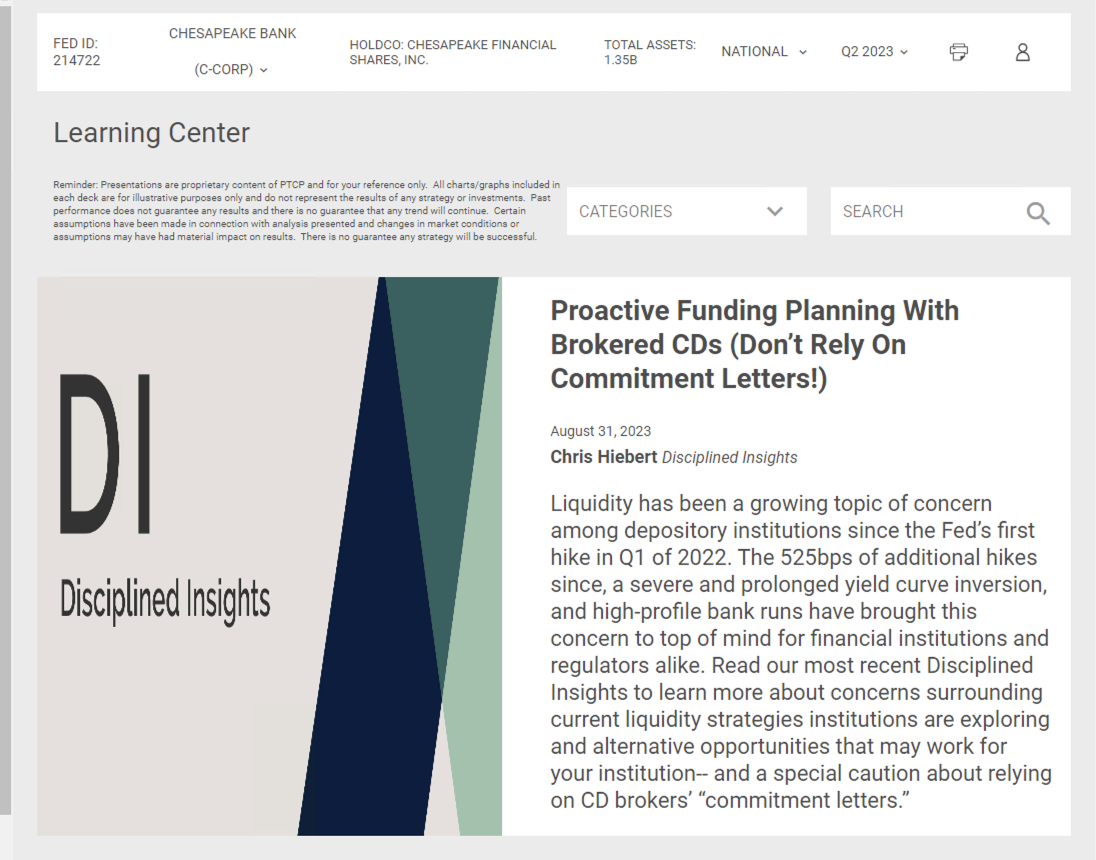 FED ID:
214722
CHESAPEAKE BANK
(C-CORP)
HOLDCO: CHESAPEAKE FINANCIAL
SHARES, INC.
TOTAL ASSETS:
1.35B
NATIONAL
Q2 2023
Learning Center
Reminder: Presentations are proprietary content of PTCP and for your reference only.  All charts/graphs included in
each deck are for illustrative purposes only and do not represent the results of any strategy or investments.  Past
performance does not guarantee any results and there is no guarantee that any trend will continue.  Certain
assumptions have been made in connection with analysis presented and changes in market conditions or
assumptions may have had material impact on results.  There is no guarantee any strategy will be successful.
CATEGORIES
SEARCH
DI
Disciplined Insights
Proactive Funding Planning With
Brokered CDs (Don’t Rely On
Commitment Letters!)
August 31, 2023
Chris Hiebert Disciplined Insights
Liquidity has been a growing topic of concern
among depository institutions since the Fed’s first
hike in Q1 of 2022. The 525bps of additional hikes
since, a severe and prolonged yield curve inversion,
and high-profile bank runs have brought this
concern to top of mind for financial institutions and
regulators alike. Read our most recent Disciplined
Insights to learn more about concerns surrounding
current liquidity strategies institutions are exploring
and alternative opportunities that may work for
your institution-- and a special caution about relying
on CD brokers’ “commitment letters.”